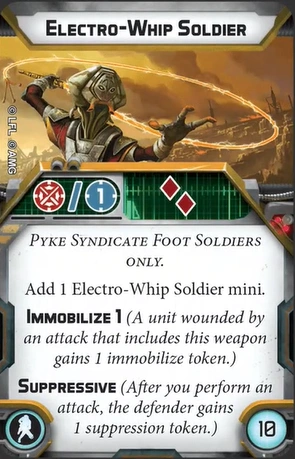 ELECTRO-WHIP SOLDIER
© LFL ©AMG
/ 1
PYKE SYNDICATE FOOT SOLDIERS
ONLY.
Add 1 Electro-Whip Soldier mini.
IMMOBILIZE 1 (A unit wounded by
an attack that includes this weapon
gains 1 immobilize token.)
SUPPRESSIVE (After you perform an
attack, the defender gains
1 suppression token.)
10